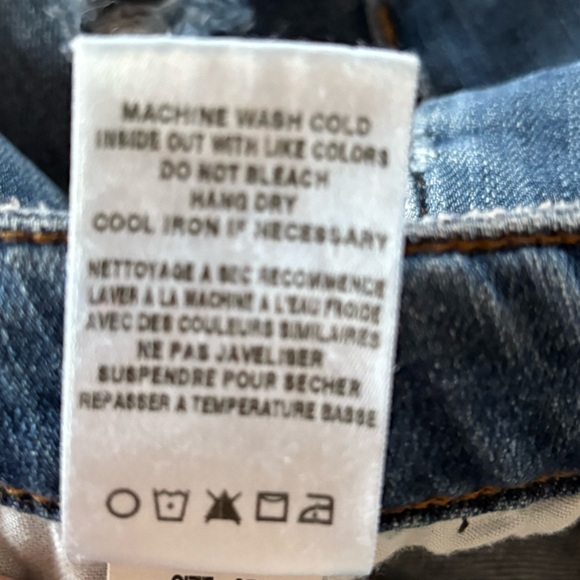 MACHINE WASH COLD
INSIDE OUT WITH LIKE COLORS
DO NOT BLEACH
HANG DRY
COOL IRON IF NECESSARY
NETTOYAGE A SEC RECOMMENCE
LAVER A LA MACHINE A L'EAU FROIDE
AVEC DES COULEURS SIMILAIRES
NE PAS JAVELISER
SUSPENDRE POUR SECHER
REPASSER A TEMPERATURE BASSE